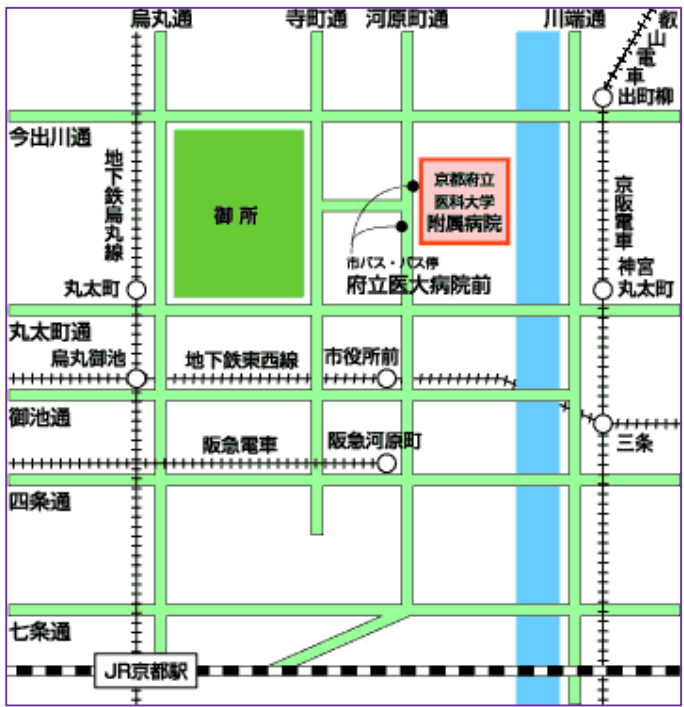 烏丸通
寺町通
河原町通
川端通
叡山電車
出町柳
今出川通
地下鉄烏丸線
御所
京都府立
医科大学
附属病院
京阪電車
市バス・バス停
府立医大病院前
丸太町
神宮
丸太町
丸太町通
烏丸御池
地下鉄東西線
市役所前
御池通
阪急電車
阪急河原町
三条
四条通
七条通
JR京都駅